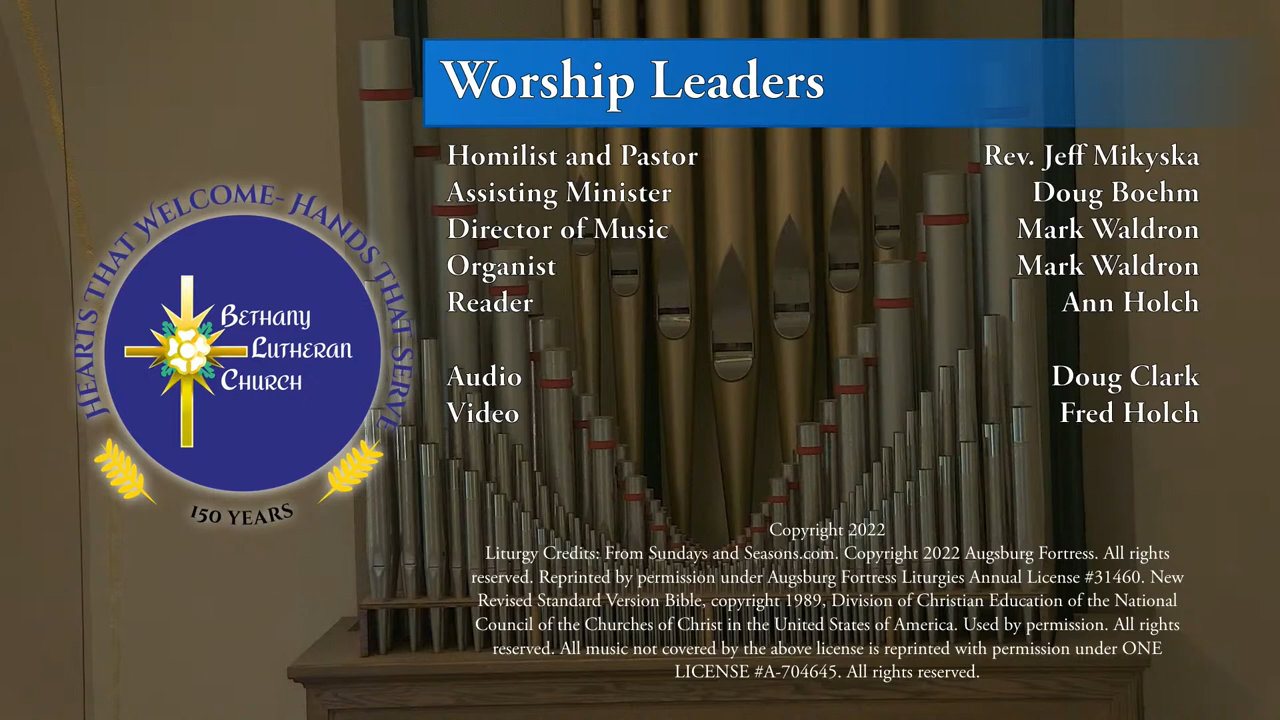 Worship Leaders
Homilist and Pastor Rev. Jeff Mikyska
Assisting Minister Doug Boehm
Director of Music Mark Waldron
Organist Mark Waldron
Reader Ann Holch
Audio Doug Clark
Video Fred Holch
HEARTS THAT WELCOME- HANDS THAT SERVE
BETHANY
LUTHERAN
CHURCH
150 YEARS
Copyright 2022
Liturgy Credits: From Sundays and Seasons.com. Copyright 2022 Augsburg Fortress. All rights
reserved. Reprinted by permission under Augsburg Fortress Liturgies Annual License #31460. New
Revised Standard Version Bible, copyright 1989, Division of Christian Education of the National
Council of the Churches of Christ in the United States of America. Used by permission. All rights
reserved. All music not covered by the above license is reprinted with permission under ONE
LICENSE #A-704645. All rights reserved.